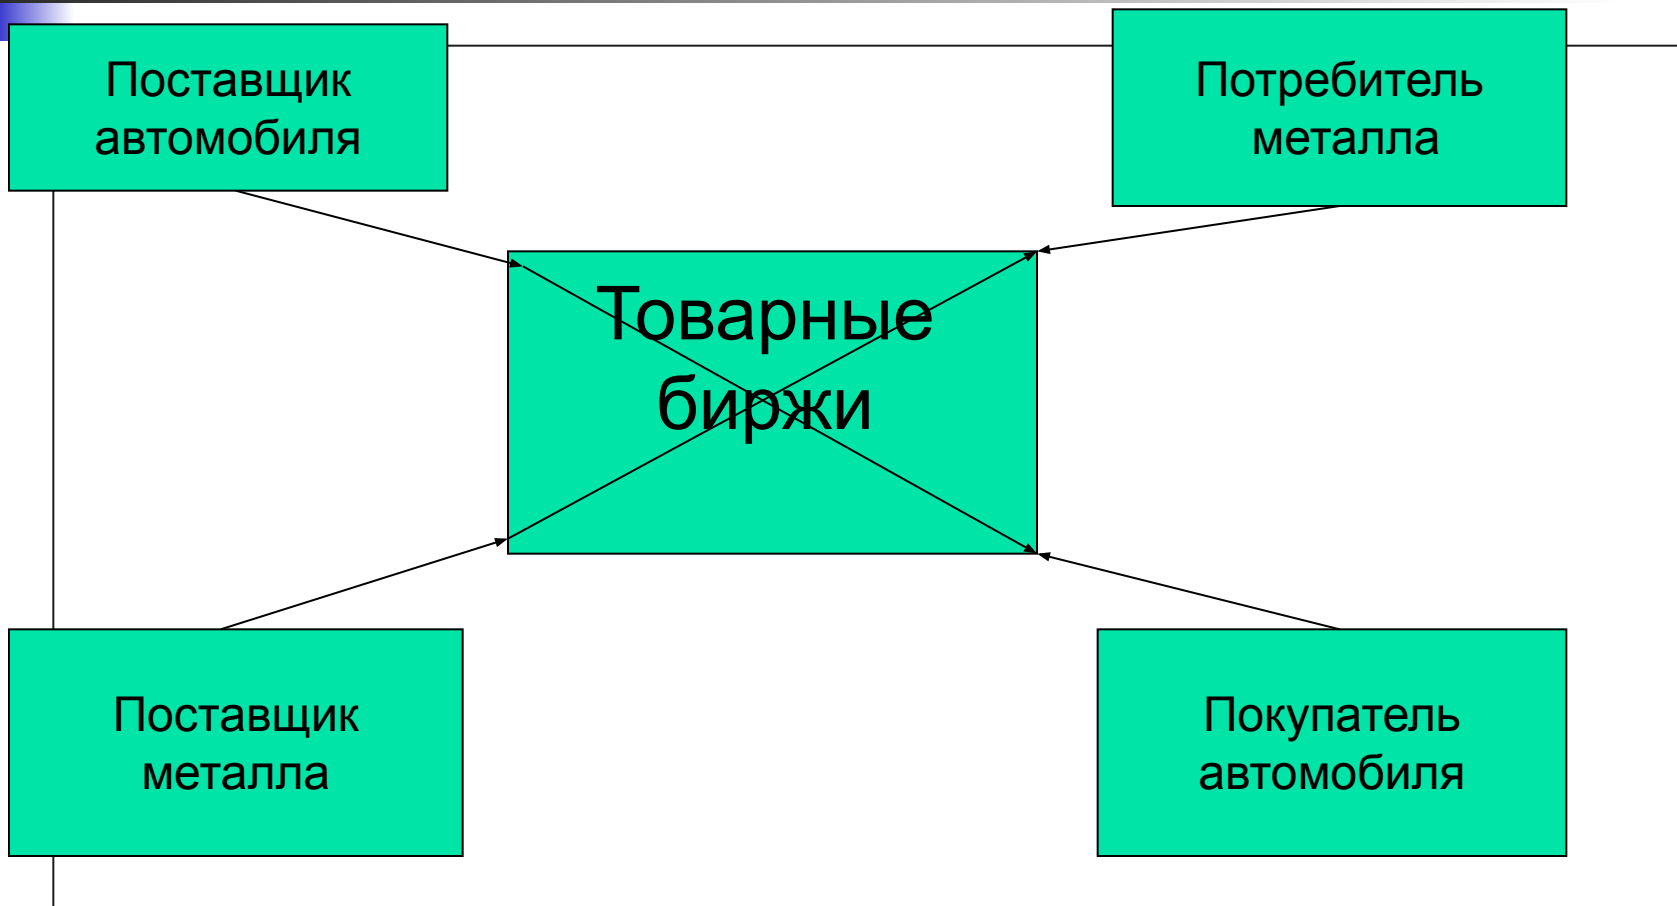 Поставщик
автомобиля
Потребитель
металла
Товарные
биржи
Поставщик
металла
Покупатель
автомобиля